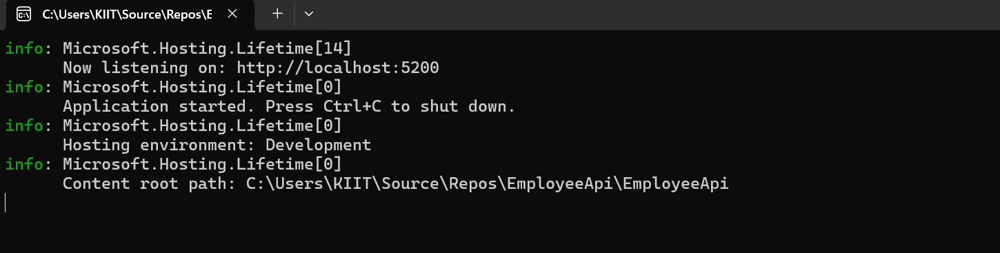 C:\Users\KIIT\Source\Repos\E
info: Microsoft.Hosting.Lifetime[14]
Now listening on: http://localhost:5200
info: Microsoft.Hosting.Lifetime[0]
Application started. Press Ctrl+C to shut down.
info: Microsoft.Hosting.Lifetime[0]
Hosting environment: Development
info: Microsoft.Hosting.Lifetime[0]
Content root path: C:\Users\KIIT\Source\Repos\EmployeeApi\EmployeeApi